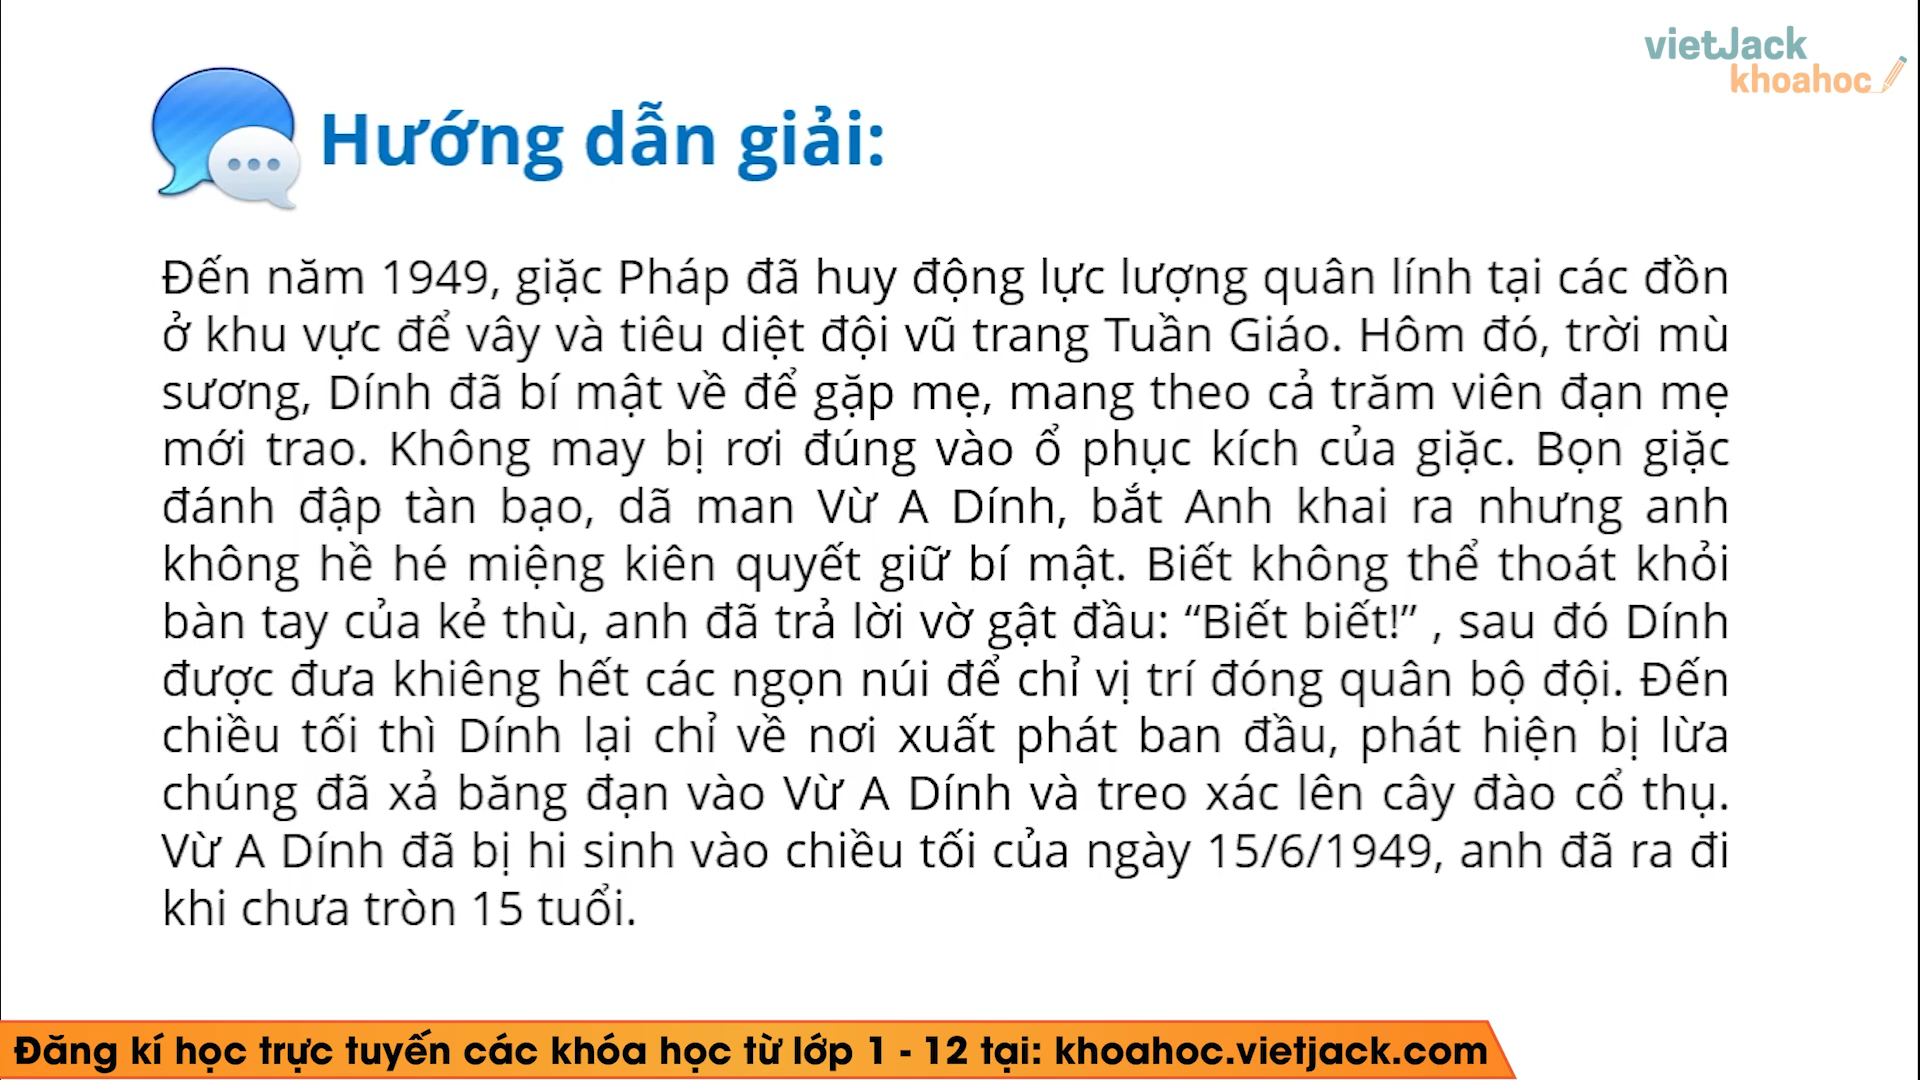 vietJack
khoahoc
Hướng dẫn giải:
Đến năm 1949, giặc Pháp đã huy động lực lượng quân lính tại các đồn
ở khu vực để vây và tiêu diệt đội vũ trang Tuần Giáo. Hôm đó, trời mù
sương, Dính đã bí mật về để gặp mẹ, mang theo cả trăm viên đạn mẹ
mới trao. Không may bị rơi đúng vào ổ phục kích của giặc. Bọn giặc
đánh đập tàn bạo, dã man Vừ A Dính, bắt Anh khai ra nhưng anh
không hề hé miệng kiên quyết giữ bí mật. Biết không thể thoát khỏi
bàn tay của kẻ thù, anh đã trả lời vờ gật đầu: “Biết biết!” , sau đó Dính
được đưa khiêng hết các ngọn núi để chỉ vị trí đóng quân bộ đội. Đến
chiều tối thì Dính lại chỉ về nơi xuất phát ban đầu, phát hiện bị lừa
chúng đã xả băng đạn vào Vừ A Dính và treo xác lên cây đào cổ thụ.
Vừ A Dính đã bị hi sinh vào chiều tối của ngày 15/6/1949, anh đã ra đi
khi chưa tròn 15 tuổi.
Đăng kí học trực tuyến các khóa học từ lớp 1 - 12 tại: khoahoc.vietjack.com